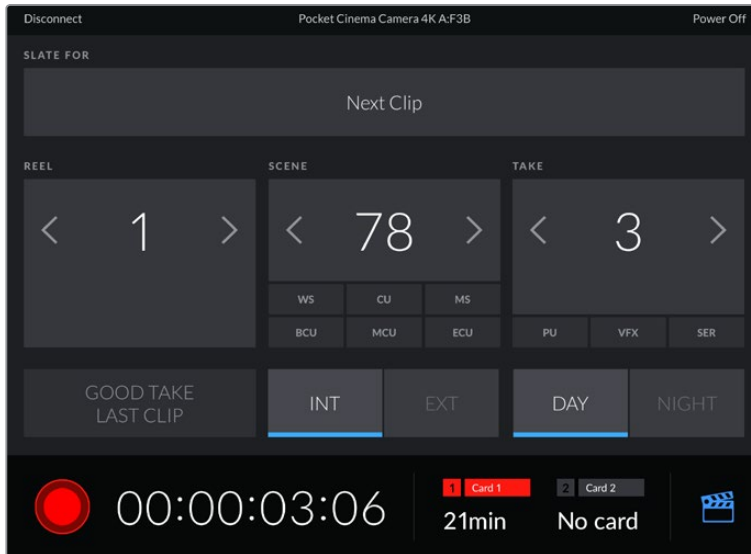 Disconnect Pocket Cinema Camera 4K A:F3B Power Off
SLATE FOR
Next Clip
REEL SCENE TAKE
1 78 3
WS CU MS
BCU MCU ECU PU VFX SER
GOOD TAKE
LAST CLIP
INT EXT DAY NIGHT
1 Card 1 2 Card 2
00:00:03:06 21min No card